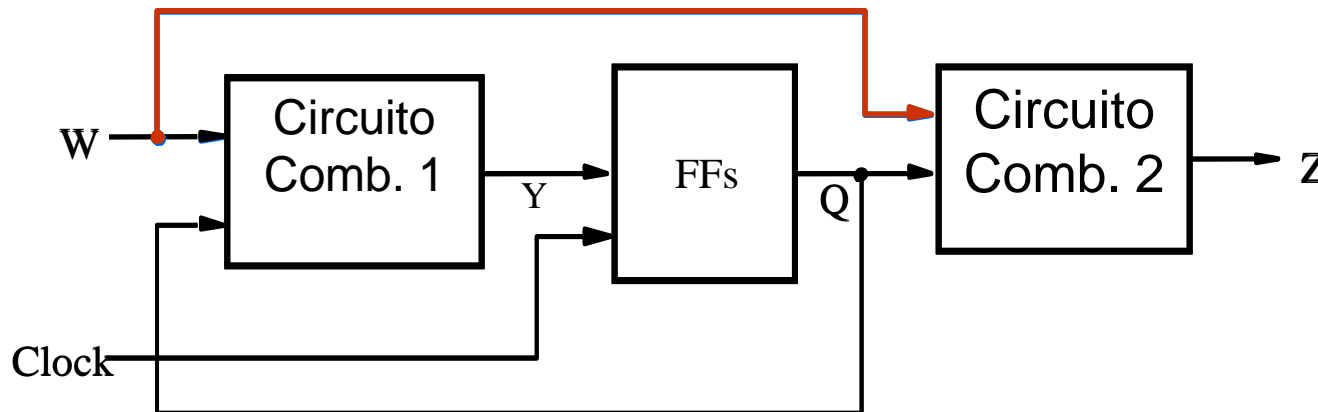 W
Circuito
Comb. 1
Y
FFs
Q
Circuito
Comb. 2
Z
Clock